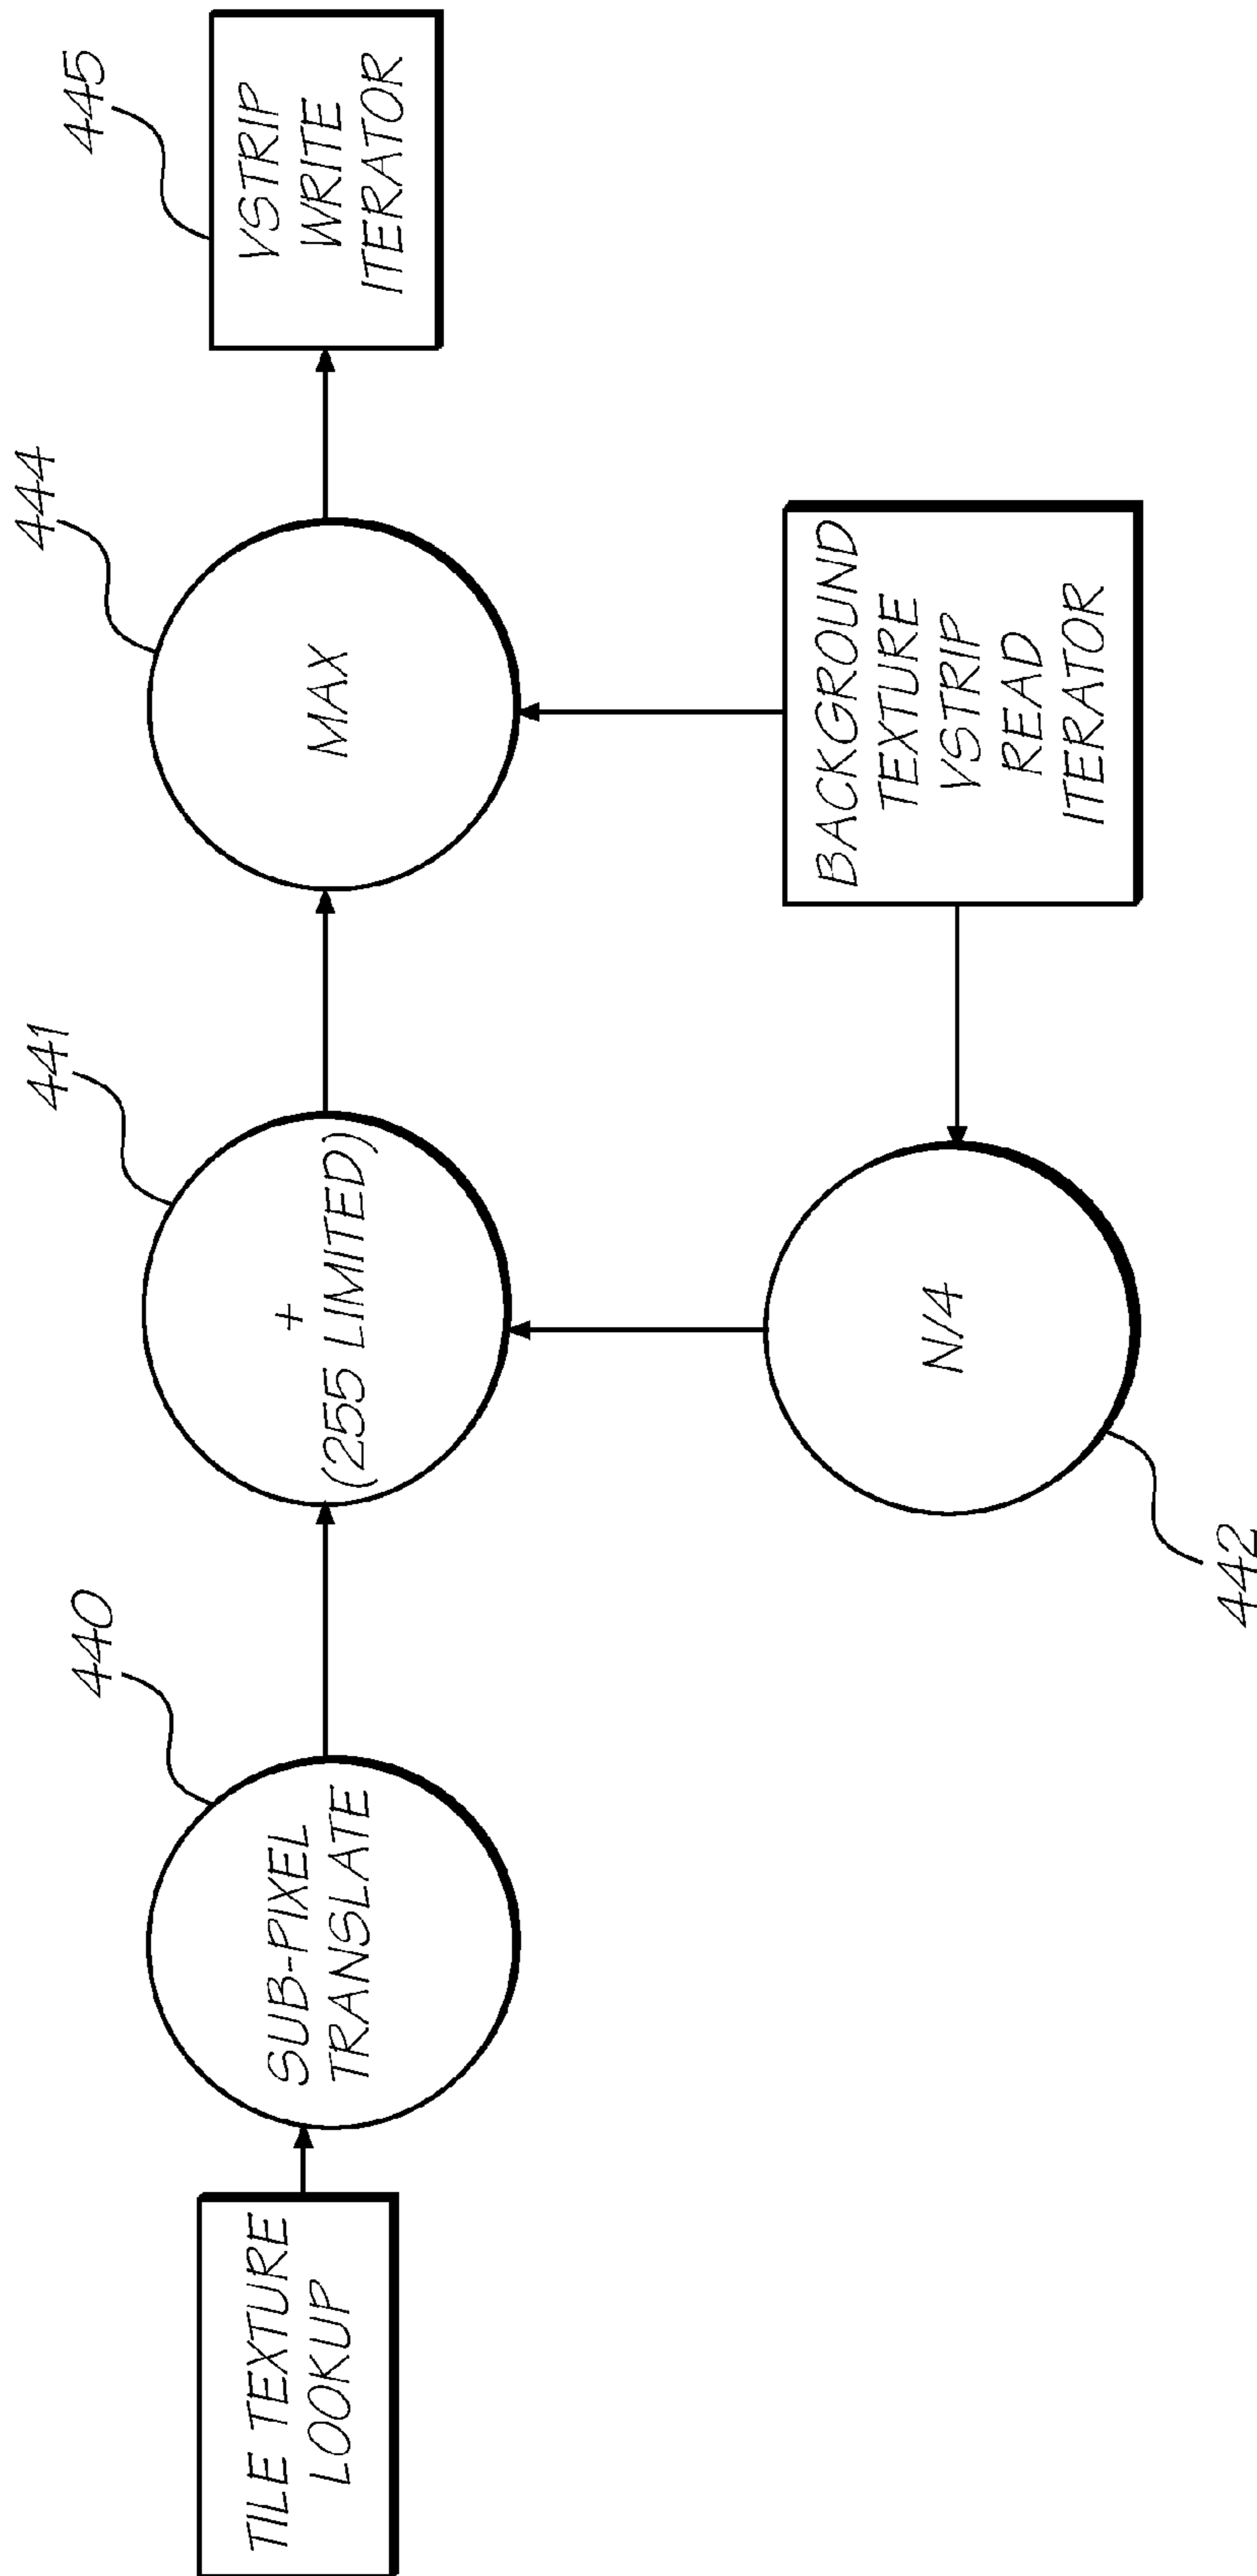 TILE TEXTURE
LOOKUP
440
SUB-PIXEL
TRANSLATE
441
+
(255 LIMITED)
444
MAX
445
VSTRIP
WRITE
ITERATOR
442
N/4
BACKGROUND
TEXTURE
VSTRIP
READ
ITERATOR